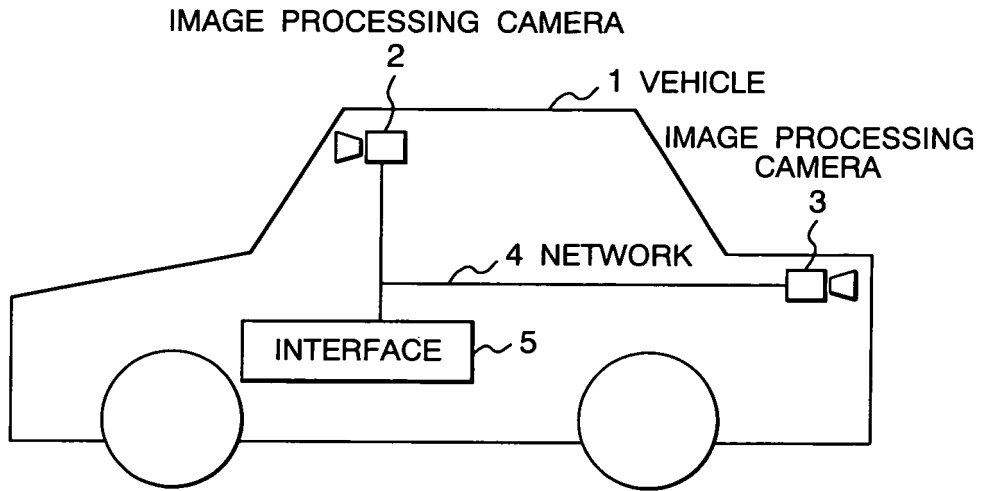 IMAGE PROCESSING CAMERA
2
1 VEHICLE
IMAGE PROCESSING
CAMERA
3
4 NETWORK
INTERFACE
5